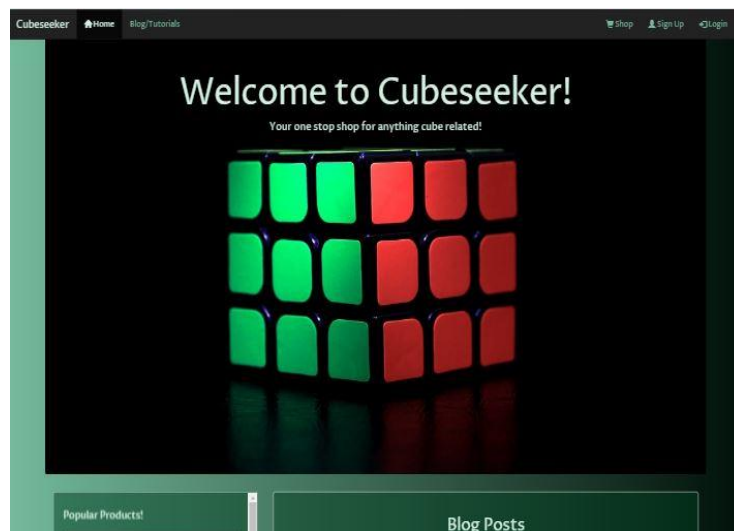 Cubeseeker Home Blog/Tutorials Shop Sign Up Login
Welcome to Cubeseeker!
Your one stop shop for anything cube related!
Popular Products!
Blog Posts